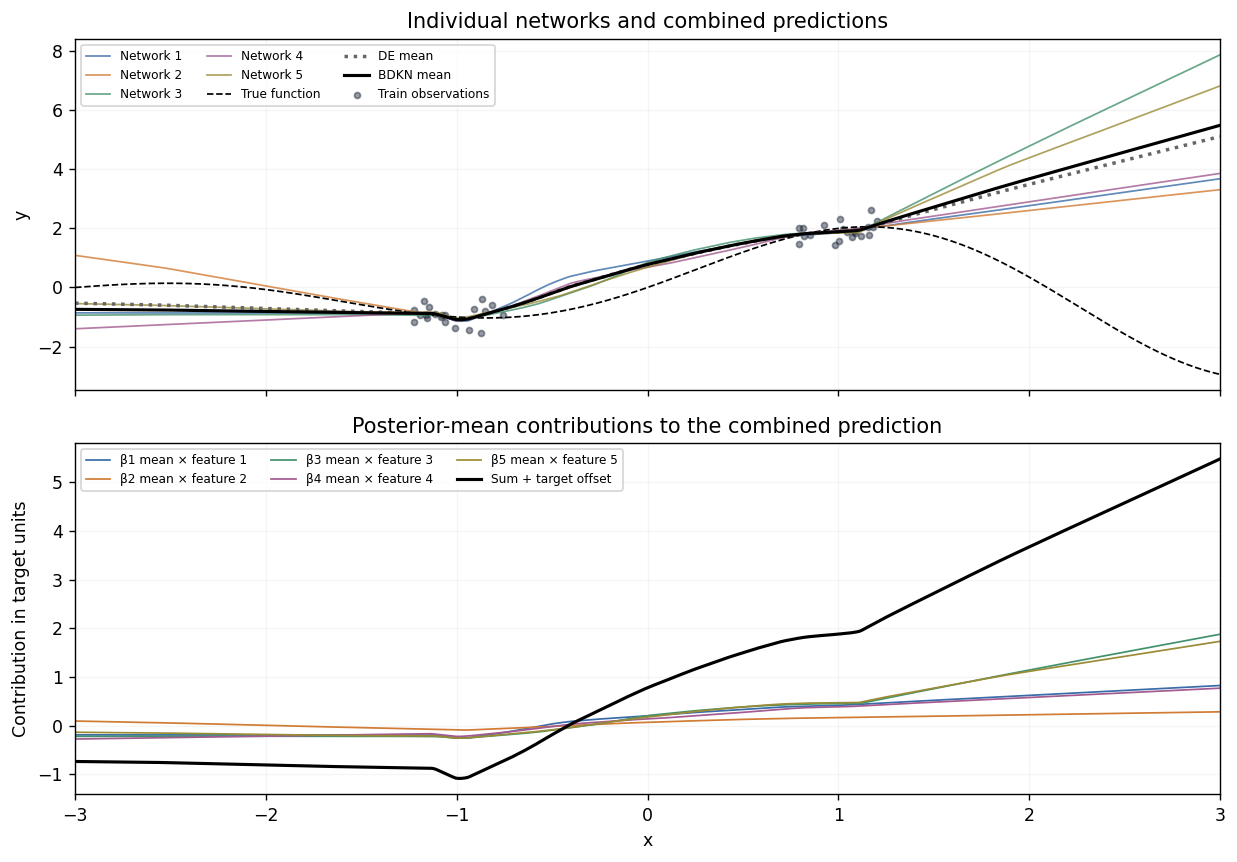 Individual networks and combined predictions
Network 1
Network 2
Network 3
Network 4
Network 5
True function
DE mean
BDKN mean
Train observations
8
6
4
2
0
−2
y
Posterior-mean contributions to the combined prediction
β1 mean × feature 1
β2 mean × feature 2
β3 mean × feature 3
β4 mean × feature 4
β5 mean × feature 5
Sum + target offset
5
4
3
2
1
0
−1
Contribution in target units
−3 −2 −1 0 1 2 3
x